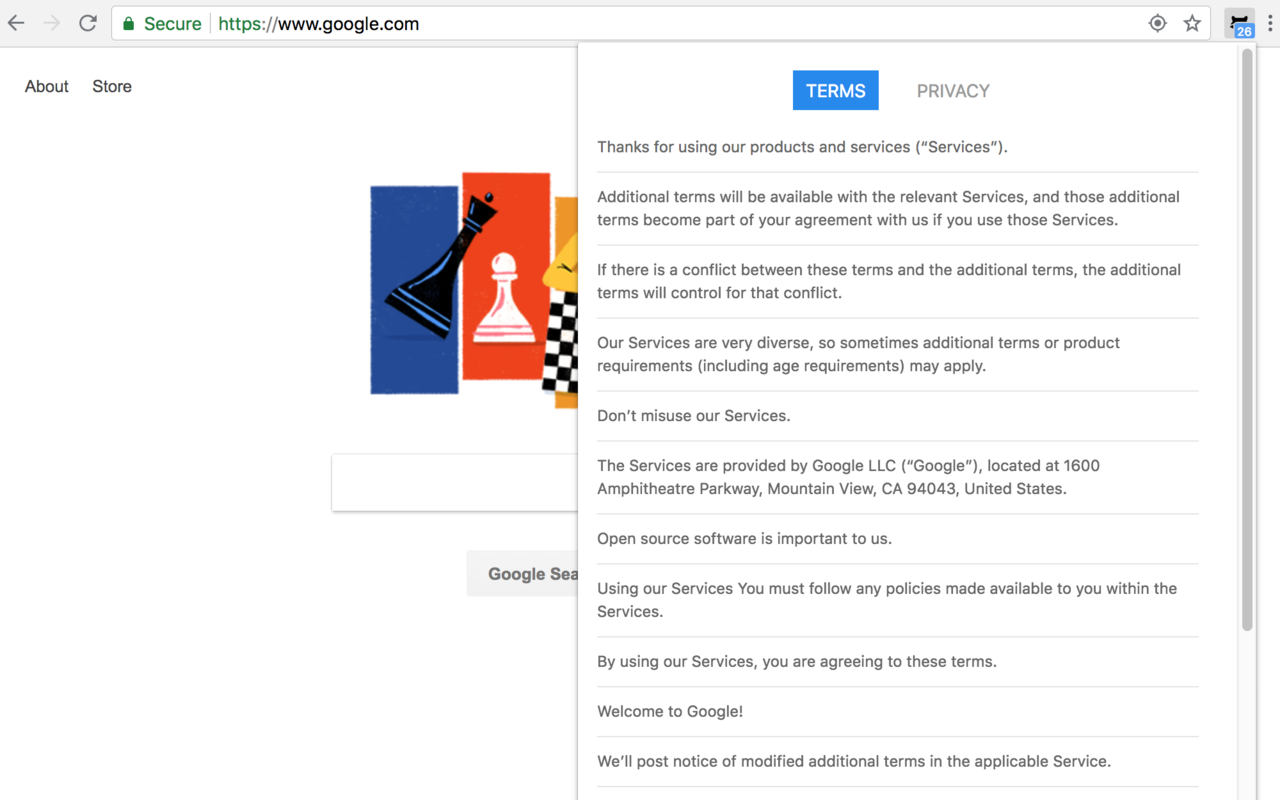 Secure https://www.google.com
26
About Store
TERMS PRIVACY
Thanks for using our products and services (“Services”).
Additional terms will be available with the relevant Services, and those additional
terms become part of your agreement with us if you use those Services.
If there is a conflict between these terms and the additional terms, the additional
terms will control for that conflict.
Our Services are very diverse, so sometimes additional terms or product
requirements (including age requirements) may apply.
Don’t misuse our Services.
The Services are provided by Google LLC (“Google”), located at 1600
Amphitheatre Parkway, Mountain View, CA 94043, United States.
Open source software is important to us.
Using our Services You must follow any policies made available to you within the
Services.
By using our Services, you are agreeing to these terms.
Welcome to Google!
We’ll post notice of modified additional terms in the applicable Service.
Google Sea